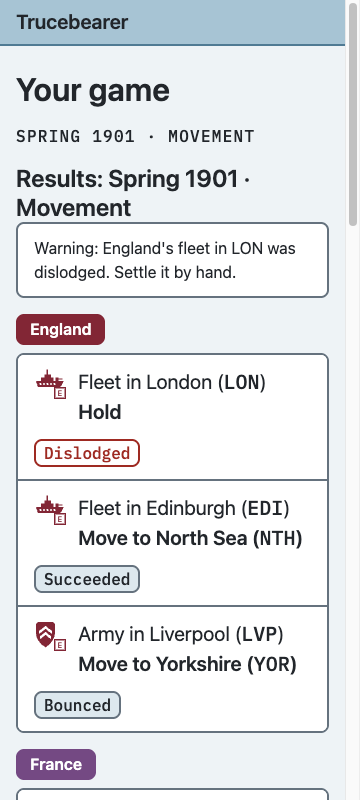 Trucebearer
Your game
SPRING 1901 · MOVEMENT
Results: Spring 1901 ·
Movement
Warning: England's fleet in LON was
dislodged. Settle it by hand.
England
E
Fleet in London (LON)
Hold
Dislodged
E
Fleet in Edinburgh (EDI)
Move to North Sea (NTH)
Succeeded
E
Army in Liverpool (LVP)
Move to Yorkshire (YOR)
Bounced
France